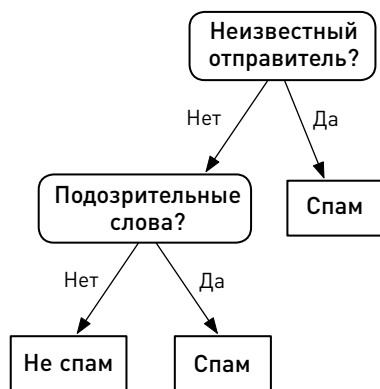 Неизвестный
отправитель?
Нет
Да
Подозрительные
слова?
Спам
Нет
Да
Не спам
Спам